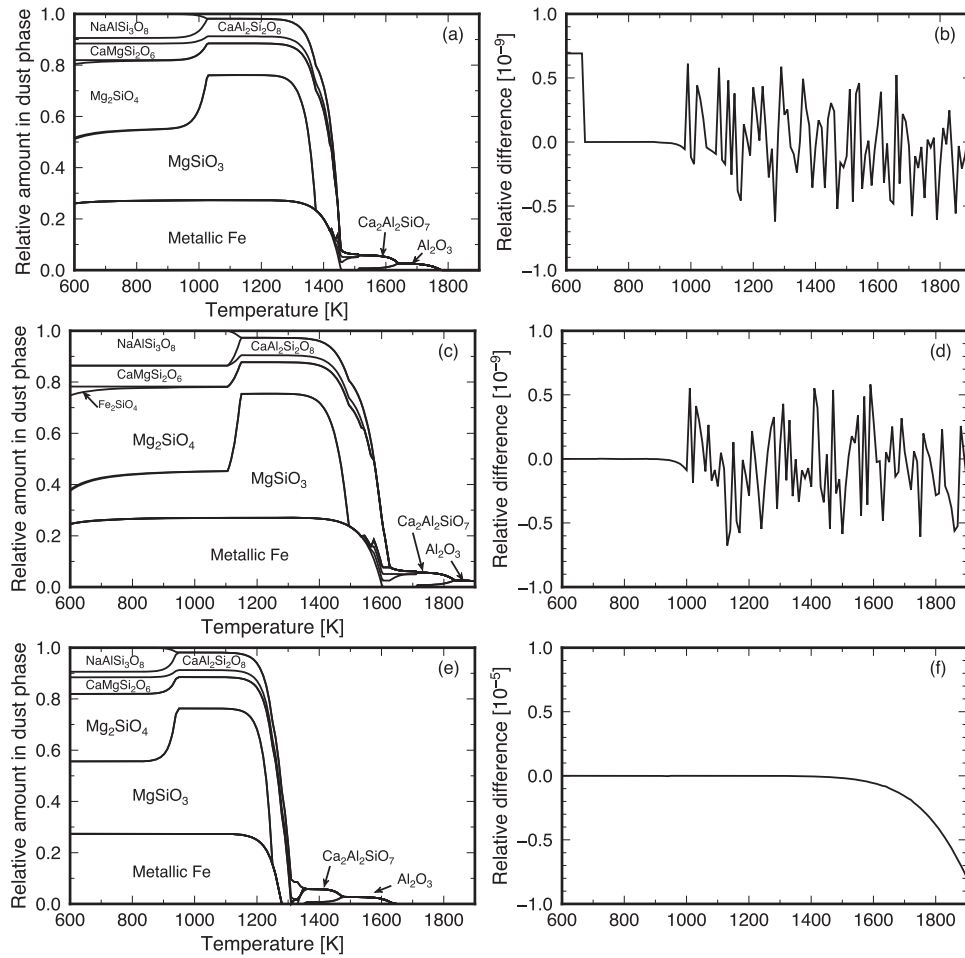 Relative amount in dust phase
1.0
0.8
0.6
0.4
0.2
0.0
NaAlSi₃O₈
CaAl₂Si₂O₈
(a)
CaMgSi₂O₆
Mg₂SiO₄
MgSiO₃
Ca₂Al₂SiO₇
Al₂O₃
Metallic Fe
600 800 1000 1200 1400 1600 1800
Temperature [K]
Relative difference [10⁻⁹]
1.0
0.5
0.0
−0.5
−1.0
(b)
600 800 1000 1200 1400 1600 1800
Relative amount in dust phase
1.0
0.8
0.6
0.4
0.2
0.0
NaAlSi₃O₈
CaAl₂Si₂O₈
(c)
CaMgSi₂O₆
Fe₂SiO₄
Mg₂SiO₄
MgSiO₃
Ca₂Al₂SiO₇
Al₂O₃
Metallic Fe
600 800 1000 1200 1400 1600 1800
Temperature [K]
Relative difference [10⁻⁹]
1.0
0.5
0.0
−0.5
−1.0
(d)
600 800 1000 1200 1400 1600 1800
Relative amount in dust phase
1.0
0.8
0.6
0.4
0.2
0.0
NaAlSi₃O₈
CaAl₂Si₂O₈
(e)
CaMgSi₂O₆
Mg₂SiO₄
MgSiO₃
Ca₂Al₂SiO₇
Al₂O₃
Metallic Fe
600 800 1000 1200 1400 1600 1800
Temperature [K]
Relative difference [10⁻⁵]
1.0
0.5
0.0
−0.5
−1.0
(f)
600 800 1000 1200 1400 1600 1800